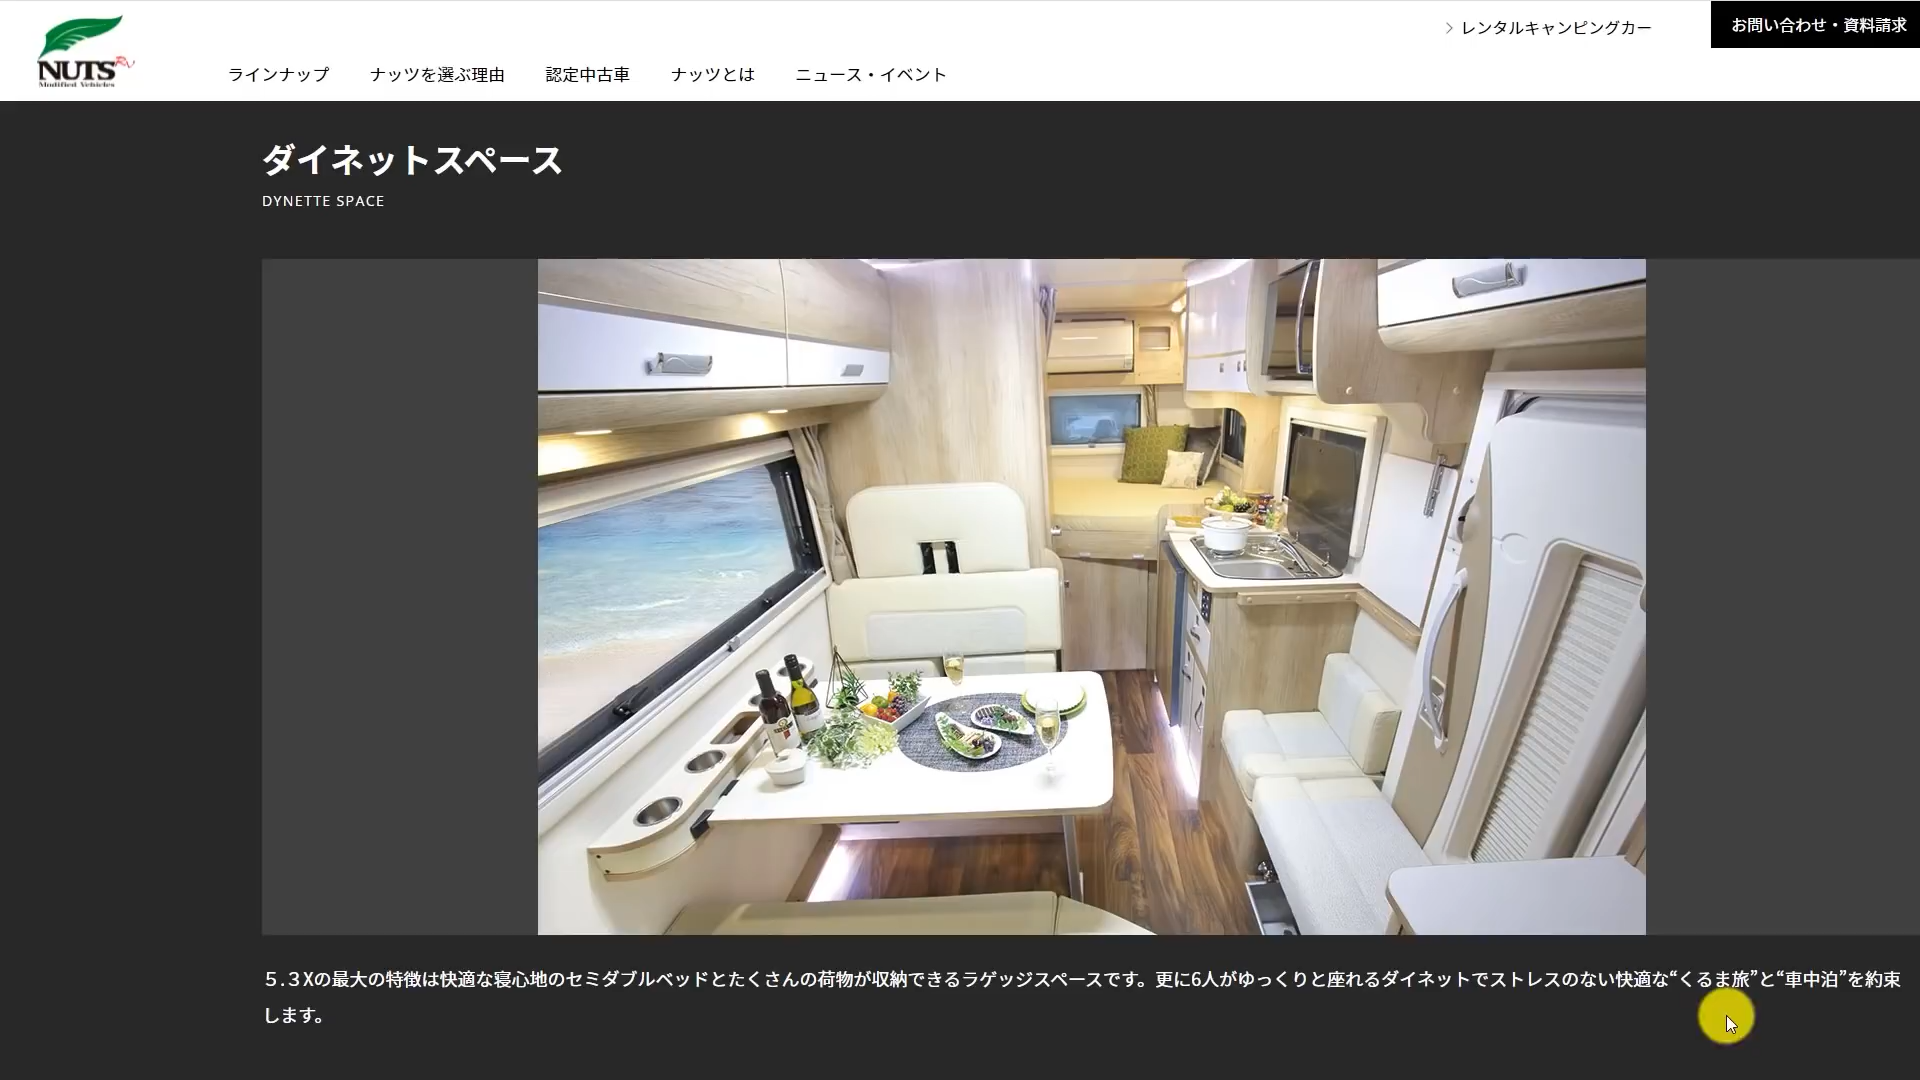 NUTS RV
Modified Vehicles
レンタルキャンピングカー
お問い合わせ・資料請求
ラインナップ
ナッツを選ぶ理由
認定中古車
ナッツとは
ニュース・イベント
ダイネットスペース
DYNETTE SPACE
５.３Xの最大の特徴は快適な寝心地のセミダブルベッドとたくさんの荷物が収納できるラゲッジスペースです。更に6人がゆっくりと座れるダイネットでストレスのない快適な“くるま旅”と“車中泊”を約束
します。